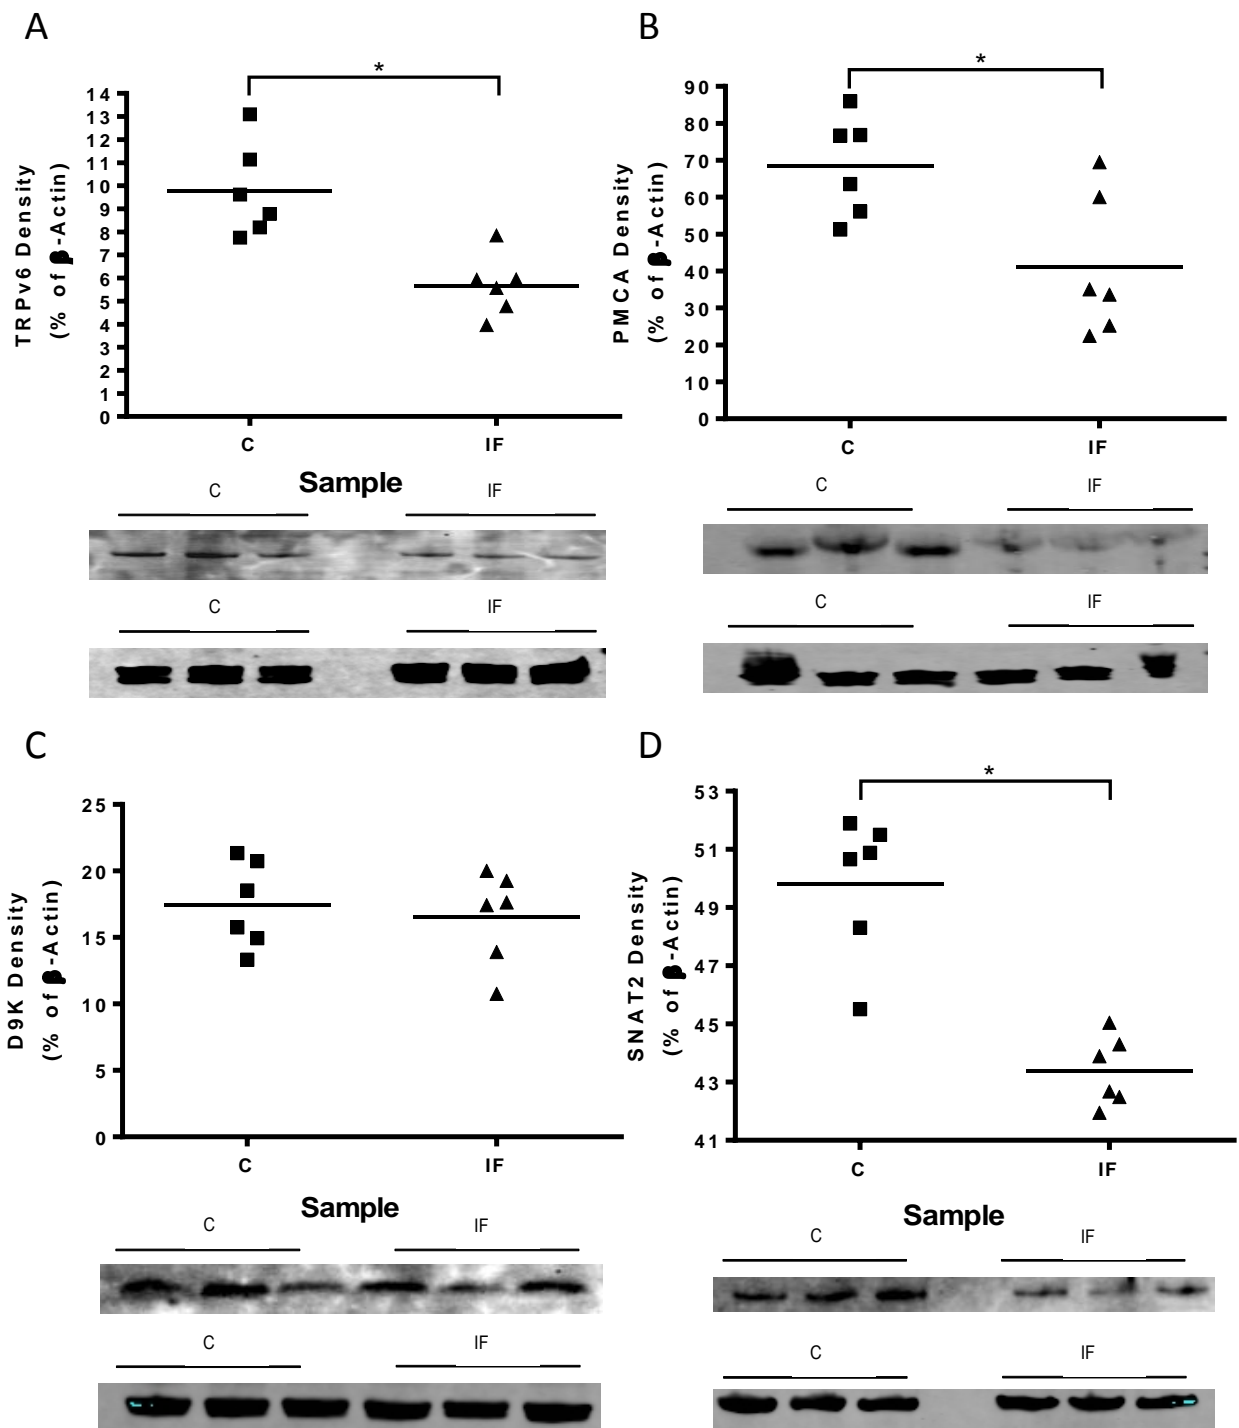 A
*
TRPv6 Density
(% of β-Actin)
14
13
12
11
10
9
8
7
6
5
4
3
2
1
0
C IF
Sample
C IF
C IF
B
*
PMCA Density
(% of β-Actin)
90
80
70
60
50
40
30
20
10
0
C IF
C IF
C IF
C
D9K Density
(% of β-Actin)
25
20
15
10
5
0
C IF
Sample
C IF
C IF
D
*
SNAT2 Density
(% of β-Actin)
53
51
49
47
45
43
41
C IF
Sample
C IF
C IF